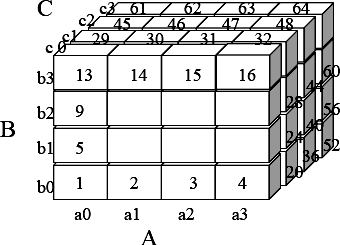 C
c3 61 62 63 64
c2 45 46 47 48
c1 29 30 31 32
c 0
b3 13 14 15 16 60
44
b2 9 28 56
40
b1 5 24 52
36
b0 1 2 3 4 20
B
a0 a1 a2 a3
A